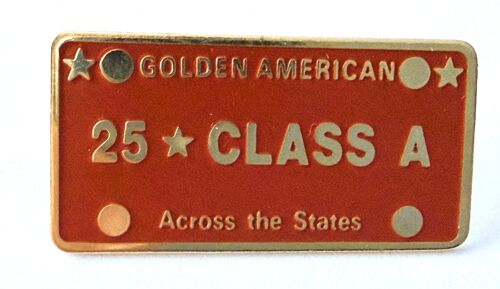 GOLDEN AMERICAN
25 ★ CLASS A
Across the States